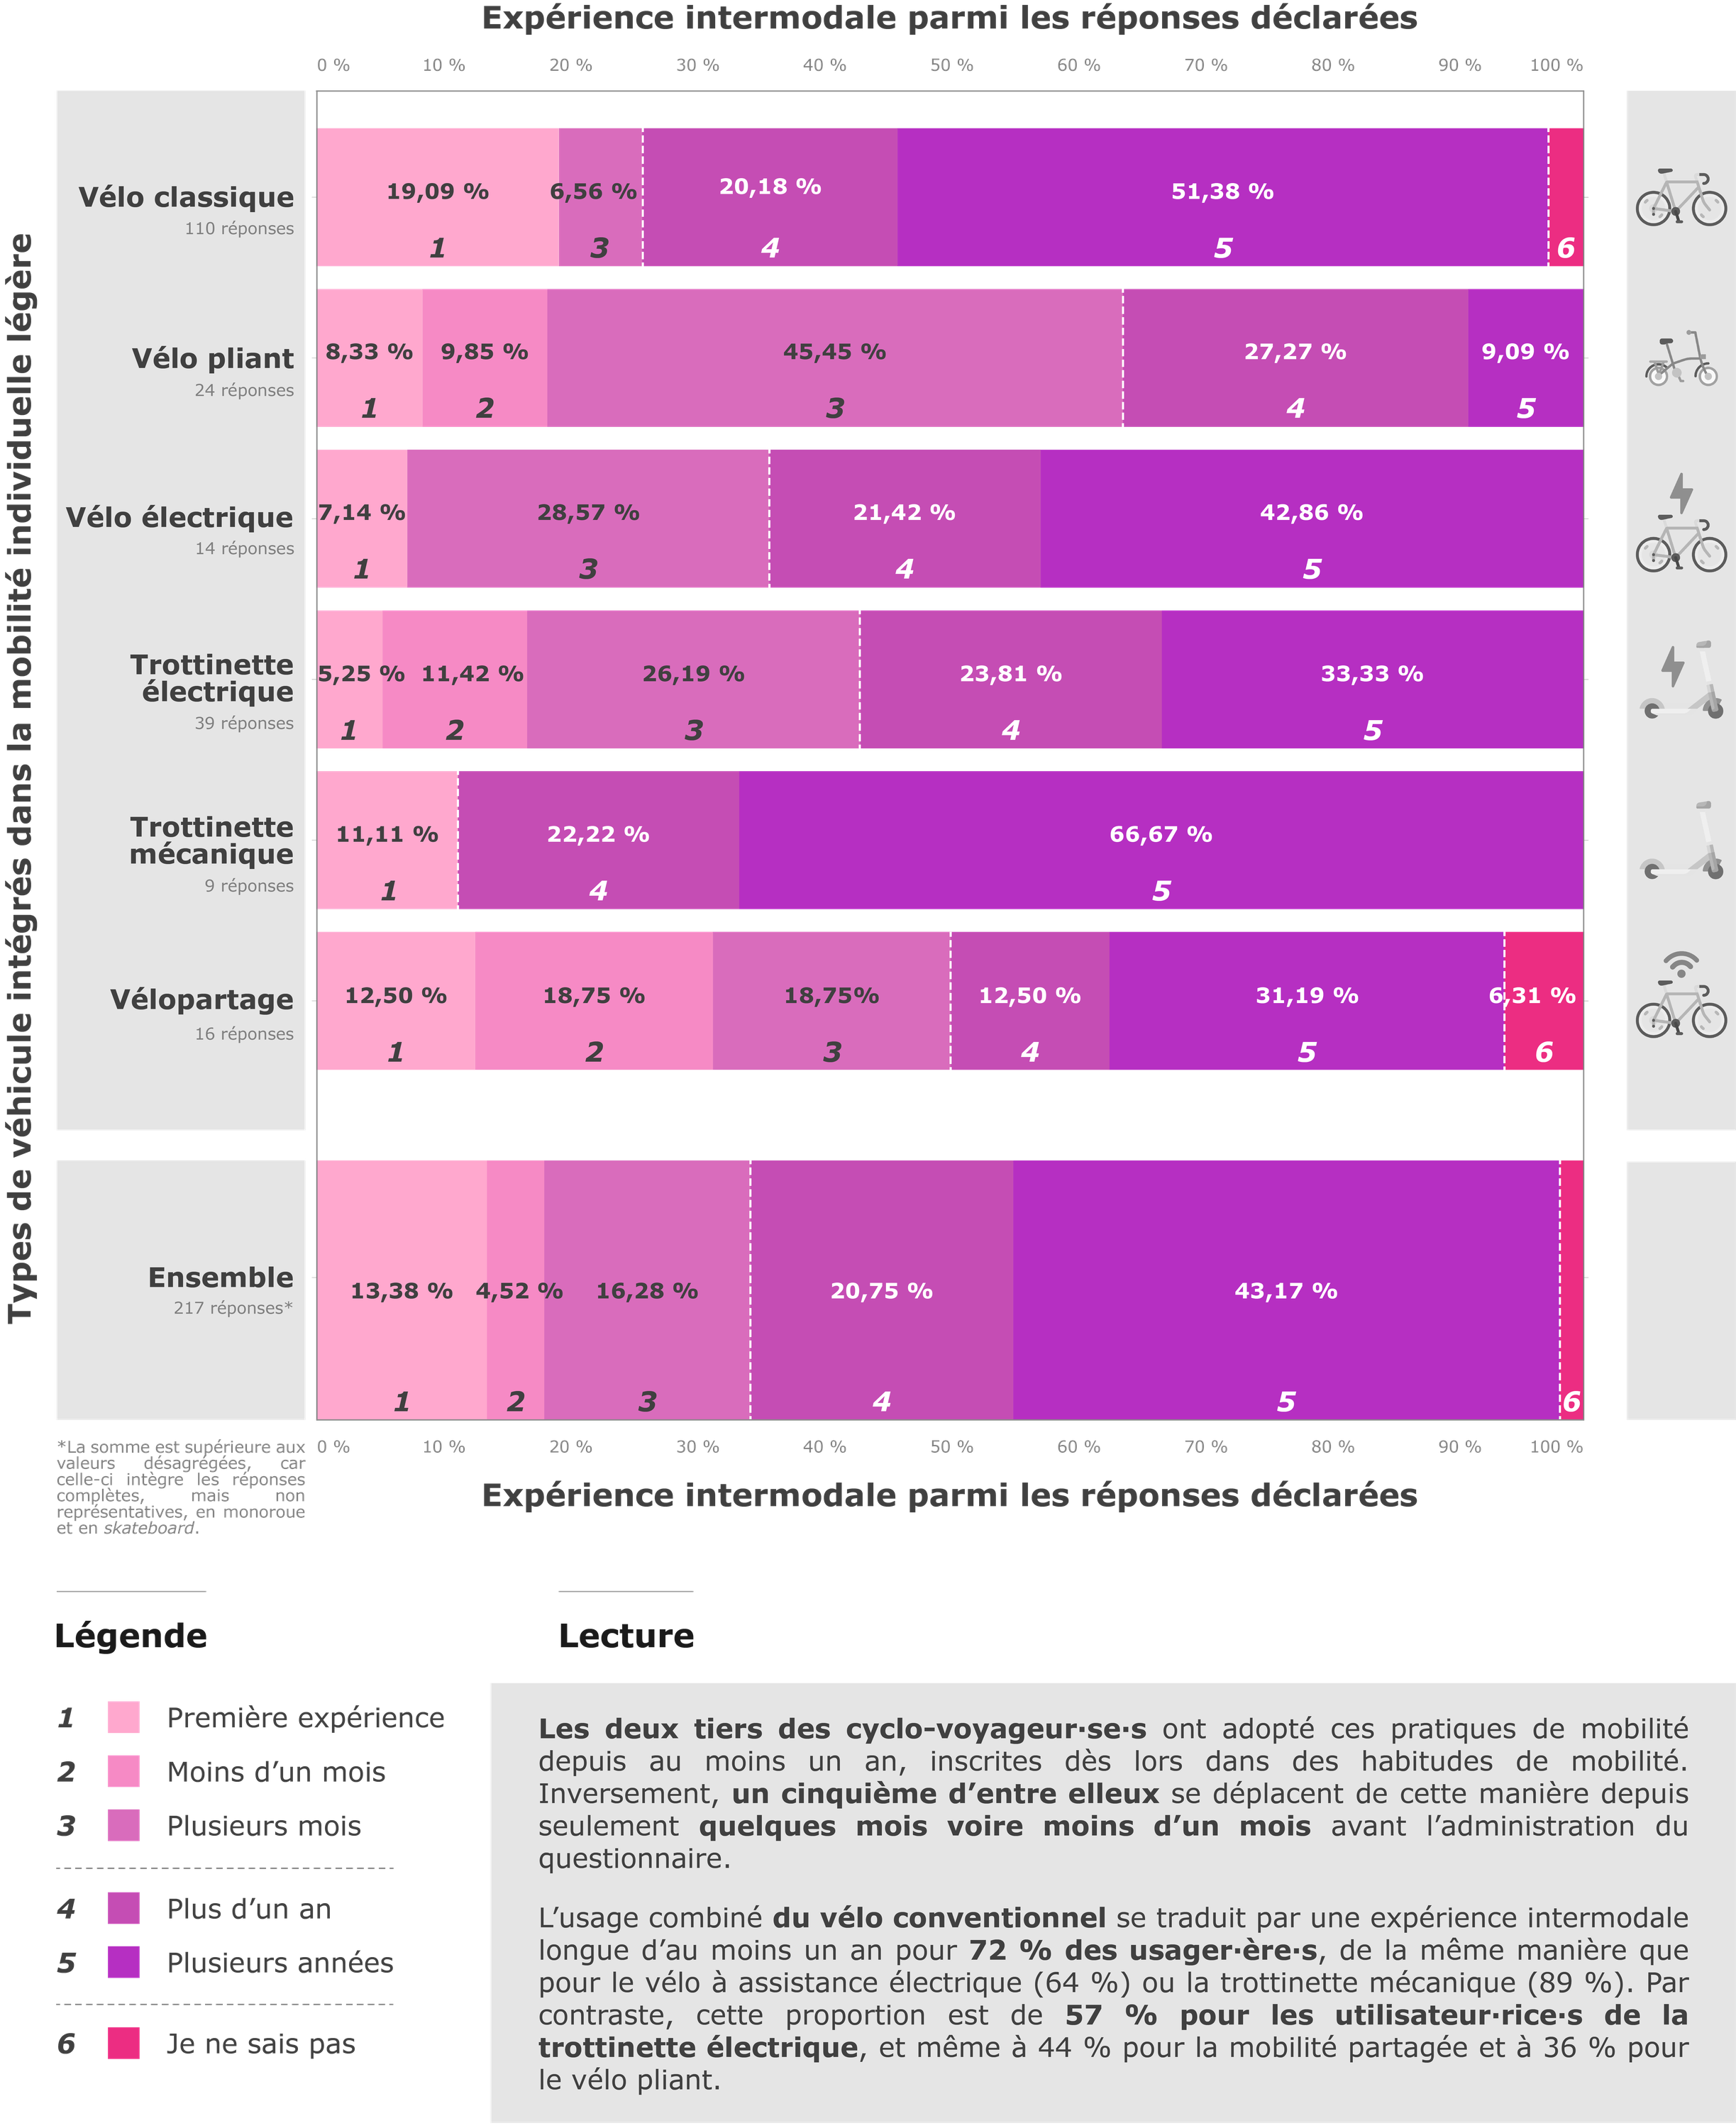 Expérience intermodale parmi les réponses déclarées
0 % 10 % 20 % 30 % 40 % 50 % 60 % 70 % 80 % 90 % 100 %
Types de véhicule intégrés dans la mobilité individuelle légère
Vélo classique
110 réponses
19,09 % 6,56 % 20,18 % 51,38 %
1 3 4 5 6
Vélo pliant
24 réponses
8,33 % 9,85 % 45,45 % 27,27 % 9,09 %
1 2 3 4 5
Vélo électrique
14 réponses
7,14 % 28,57 % 21,42 % 42,86 %
1 3 4 5
Trottinette
électrique
39 réponses
5,25 % 11,42 % 26,19 % 23,81 % 33,33 %
1 2 3 4 5
Trottinette
mécanique
9 réponses
11,11 % 22,22 % 66,67 %
1 4 5
Vélopartage
16 réponses
12,50 % 18,75 % 18,75% 12,50 % 31,19 % 6,31 %
1 2 3 4 5 6
Ensemble
217 réponses*
13,38 % 4,52 % 16,28 % 20,75 % 43,17 %
1 2 3 4 5 6
0 % 10 % 20 % 30 % 40 % 50 % 60 % 70 % 80 % 90 % 100 %
Expérience intermodale parmi les réponses déclarées
*La somme est supérieure aux
valeurs désagrégées, car
celle-ci intègre les réponses
complètes, mais non
représentatives, en monoroue
et en skateboard.
Légende
1 Première expérience
2 Moins d’un mois
3 Plusieurs mois
4 Plus d’un an
5 Plusieurs années
6 Je ne sais pas
Lecture
Les deux tiers des cyclo-voyageur·se·s ont adopté ces pratiques de mobilité
depuis au moins un an, inscrites dès lors dans des habitudes de mobilité.
Inversement, un cinquième d’entre elleux se déplacent de cette manière depuis
seulement quelques mois voire moins d’un mois avant l’administration du
questionnaire.
L’usage combiné du vélo conventionnel se traduit par une expérience intermodale
longue d’au moins un an pour 72 % des usager·ère·s, de la même manière que
pour le vélo à assistance électrique (64 %) ou la trottinette mécanique (89 %). Par
contraste, cette proportion est de 57 % pour les utilisateur·rice·s de la
trottinette électrique, et même à 44 % pour la mobilité partagée et à 36 % pour
le vélo pliant.